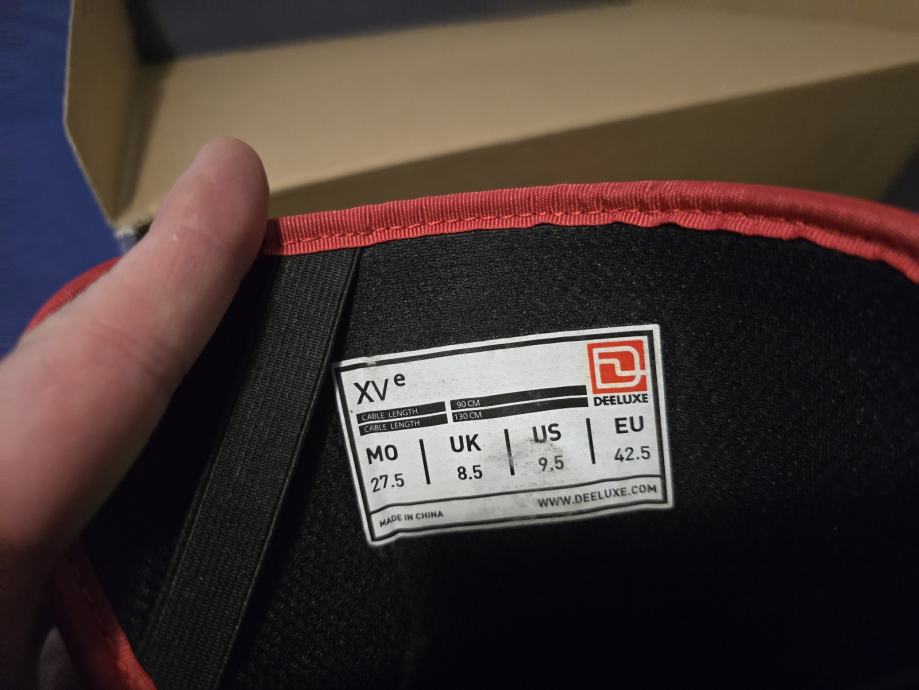 XVe
DEELUXE
CABLE LENGTH 90 CM
CABLE LENGTH 130 CM
MO UK US EU
27.5 8.5 9.5 42.5
MADE IN CHINA WWW.DEELUXE.COM